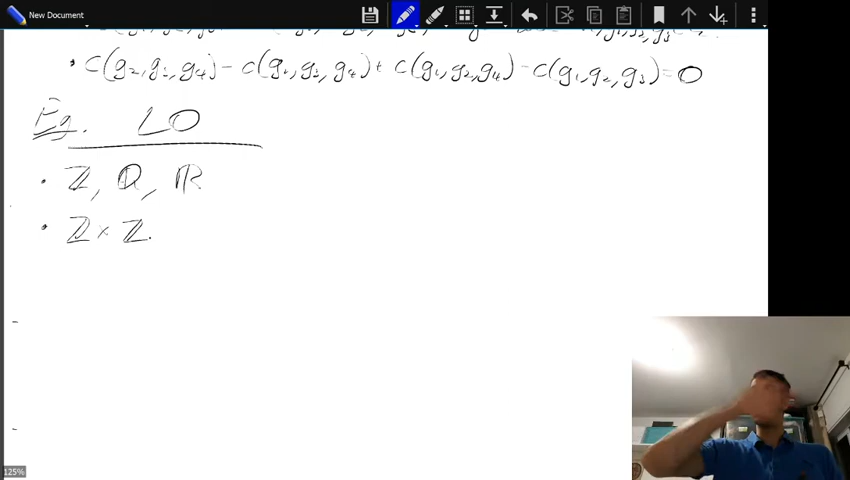 New Document
• c(g₂,g₃,g₄) - c(g₁,g₃,g₄) + c(g₁,g₂,g₄) - c(g₁,g₂,g₃) = 0
Eg. LO
• ℤ, ℚ, ℝ
• ℤ × ℤ.
125%